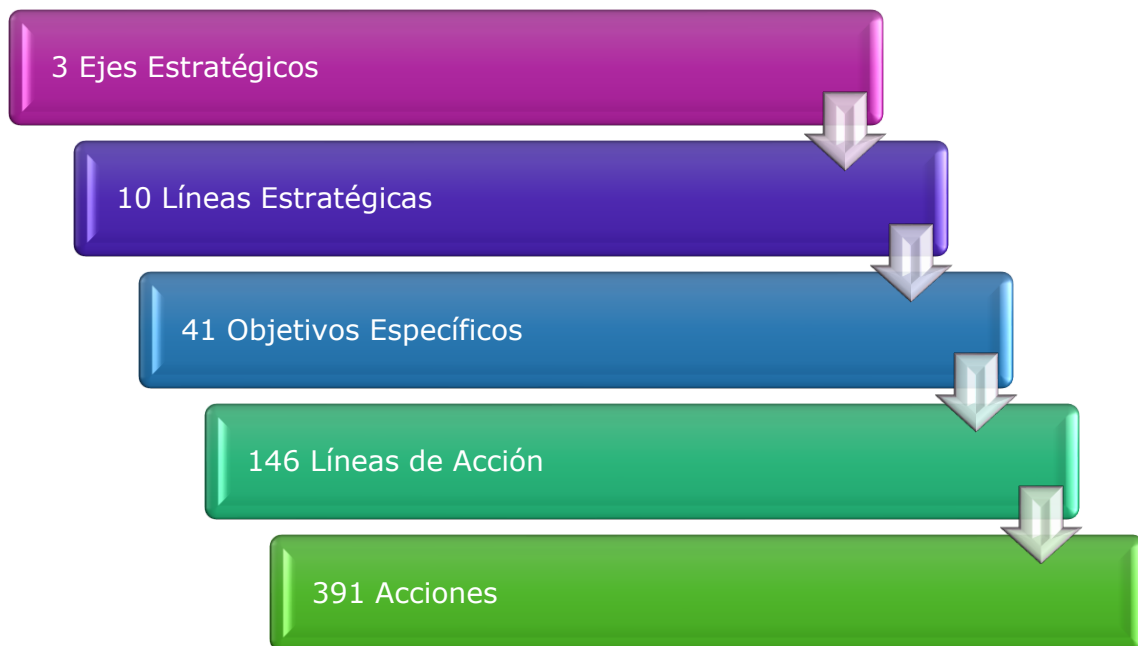 3 Ejes Estratégicos
10 Líneas Estratégicas
41 Objetivos Específicos
146 Líneas de Acción
391 Acciones